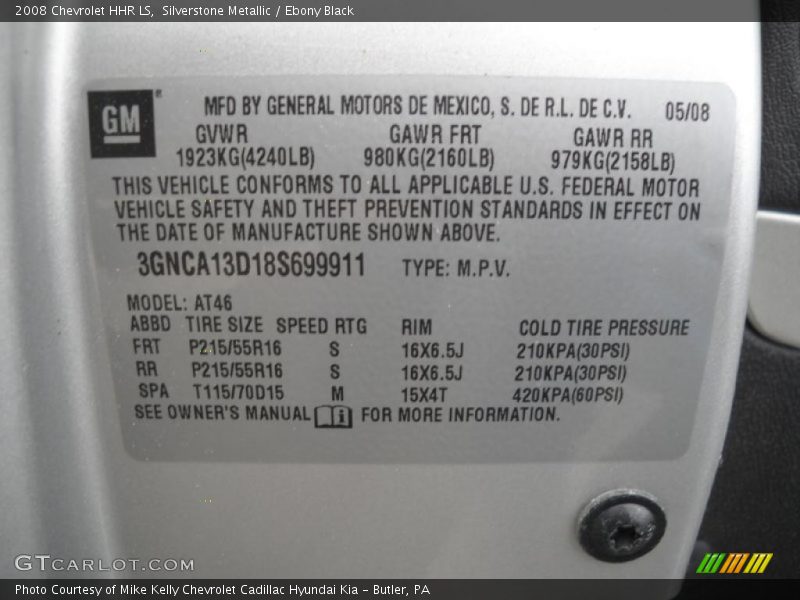 2008 Chevrolet HHR LS, Silverstone Metallic / Ebony Black
GM ®
MFD BY GENERAL MOTORS DE MEXICO, S. DE R.L. DE C.V. 05/08
GVWR GAWR FRT GAWR RR
1923KG(4240LB) 980KG(2160LB) 979KG(2158LB)
THIS VEHICLE CONFORMS TO ALL APPLICABLE U.S. FEDERAL MOTOR
VEHICLE SAFETY AND THEFT PREVENTION STANDARDS IN EFFECT ON
THE DATE OF MANUFACTURE SHOWN ABOVE.
3GNCA13D18S699911 TYPE: M.P.V.
MODEL: AT46
ABBD TIRE SIZE SPEED RTG RIM COLD TIRE PRESSURE
FRT P215/55R16 S 16X6.5J 210KPA(30PSI)
RR P215/55R16 S 16X6.5J 210KPA(30PSI)
SPA T115/70D15 M 15X4T 420KPA(60PSI)
SEE OWNER'S MANUAL i FOR MORE INFORMATION.
GTCARLOT.COM
Photo Courtesy of Mike Kelly Chevrolet Cadillac Hyundai Kia – Butler, PA